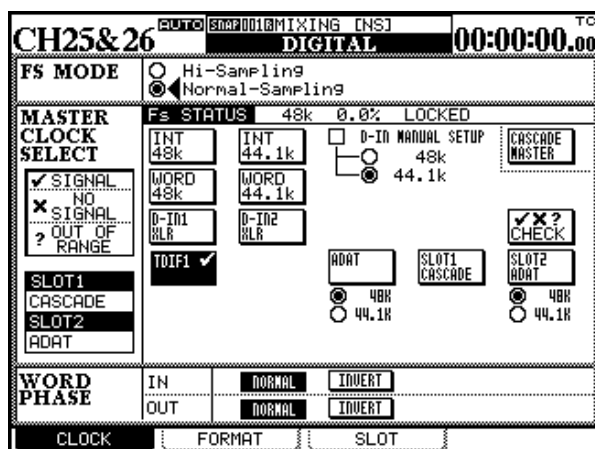 CH25&26 AUTO SNAP001 MIXING [NS] TC
DIGITAL 00:00:00.00
FS MODE Hi-Sampling
Normal-Sampling
MASTER CLOCK SELECT
Fs STATUS 48k 0.0% LOCKED
INT 48k
INT 44.1k
D-IN MANUAL SETUP
48k
44.1k
CASCADE MASTER
✓ SIGNAL
× NO SIGNAL
? OUT OF RANGE
WORD 48k
WORD 44.1k
D-IN1 XLR
D-IN2 XLR
✓×? CHECK
TDIF1 ✓
ADAT
48K
44.1K
SLOT1 CASCADE
SLOT2 ADAT
48K
44.1K
SLOT1
CASCADE
SLOT2
ADAT
WORD PHASE
IN NORMAL INVERT
OUT NORMAL INVERT
CLOCK FORMAT SLOT